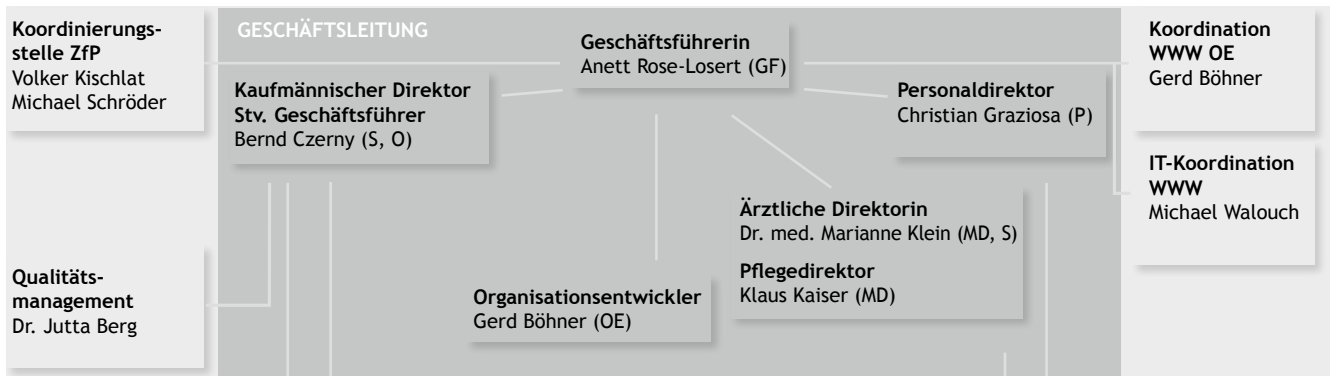 Koordinierungs-
stelle ZfP
Volker Kischlat
Michael Schröder
GESCHÄFTSLEITUNG
Geschäftsführerin
Anett Rose-Losert (GF)
Kaufmännischer Direktor
Stv. Geschäftsführer
Bernd Czerny (S, O)
Personaldirektor
Christian Graziosa (P)
Koordination
WWW OE
Gerd Böhner
IT-Koordination
WWW
Michael Walouch
Ärztliche Direktorin
Dr. med. Marianne Klein (MD, S)
Pflegedirektor
Klaus Kaiser (MD)
Organisationsentwickler
Gerd Böhner (OE)
Qualitäts-
management
Dr. Jutta Berg